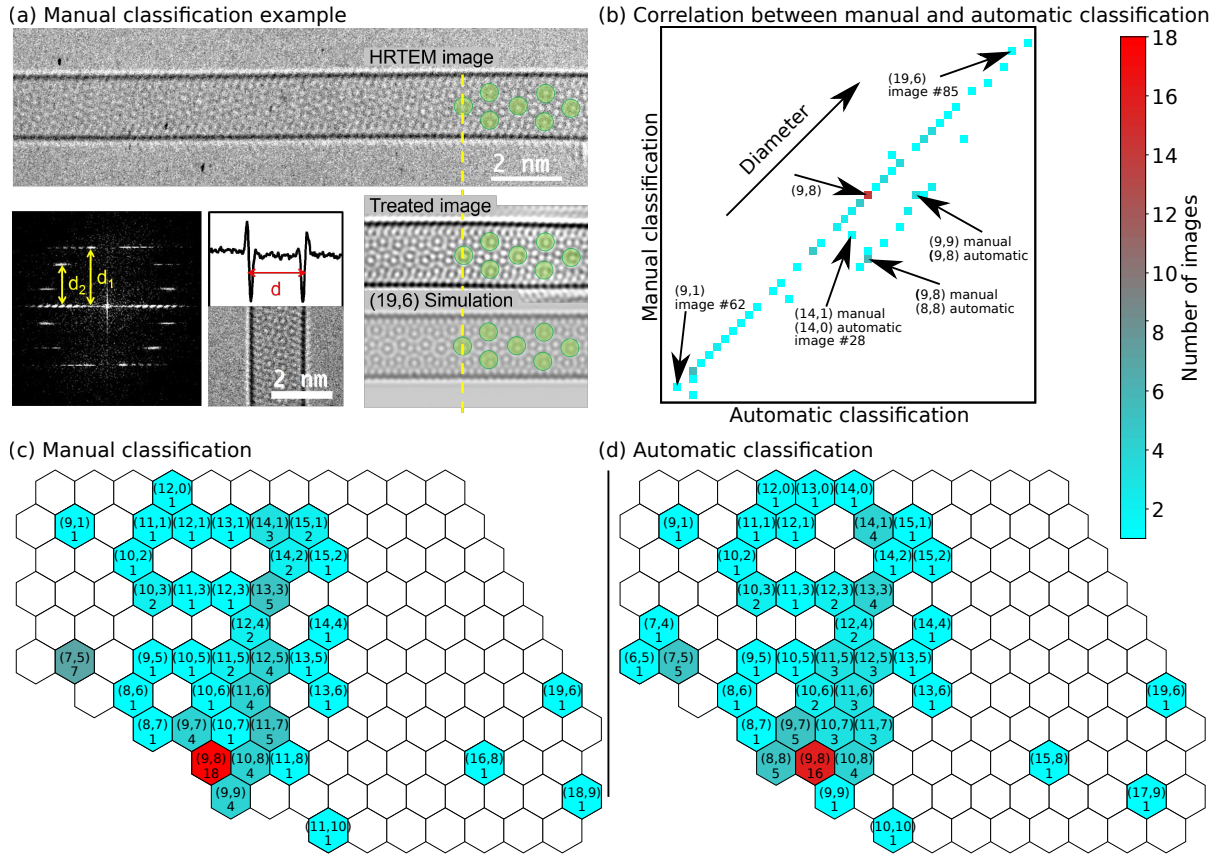 (a) Manual classification example
HRTEM image
2 nm
d₂
d₁
d
2 nm
Treated image
(19,6) Simulation
(b) Correlation between manual and automatic classification
Manual classification
Automatic classification
Diameter
(19,6)
image #85
(9,8)
(9,9) manual
(9,8) automatic
(9,8) manual
(8,8) automatic
(14,1) manual
(14,0) automatic
image #28
(9,1)
image #62
18
16
14
12
10
8
6
4
2
Number of images
(c) Manual classification
(12,0)
1
(9,1) (11,1) (12,1) (13,1) (14,1) (15,1)
1 1 1 1 3 2
(10,2) (14,2) (15,2)
1 2 1
(10,3) (11,3) (12,3) (13,3)
2 1 1 5
(12,4) (14,4)
2 1
(7,5) (9,5) (10,5) (11,5) (12,5) (13,5)
7 1 1 2 4 1
(8,6) (10,6) (11,6) (13,6) (19,6)
1 1 4 1 1
(8,7) (9,7) (10,7) (11,7)
1 4 1 5
(9,8) (10,8) (11,8) (16,8)
18 4 1 1
(9,9) (18,9)
4 1
(11,10)
1
(d) Automatic classification
(12,0) (13,0) (14,0)
1 1 1
(9,1) (11,1) (12,1) (14,1) (15,1)
1 1 1 4 1
(10,2) (14,2) (15,2)
1 1 1
(10,3) (11,3) (12,3) (13,3)
2 1 2 4
(7,4) (12,4) (14,4)
1 2 1
(6,5) (7,5) (9,5) (10,5) (11,5) (12,5) (13,5)
1 5 1 1 3 3 1
(8,6) (10,6) (11,6) (13,6) (19,6)
1 2 3 1 1
(8,7) (9,7) (10,7) (11,7)
1 5 3 3
(8,8) (9,8) (10,8) (15,8)
5 16 4 1
(9,9) (17,9)
1 1
(10,10)
1